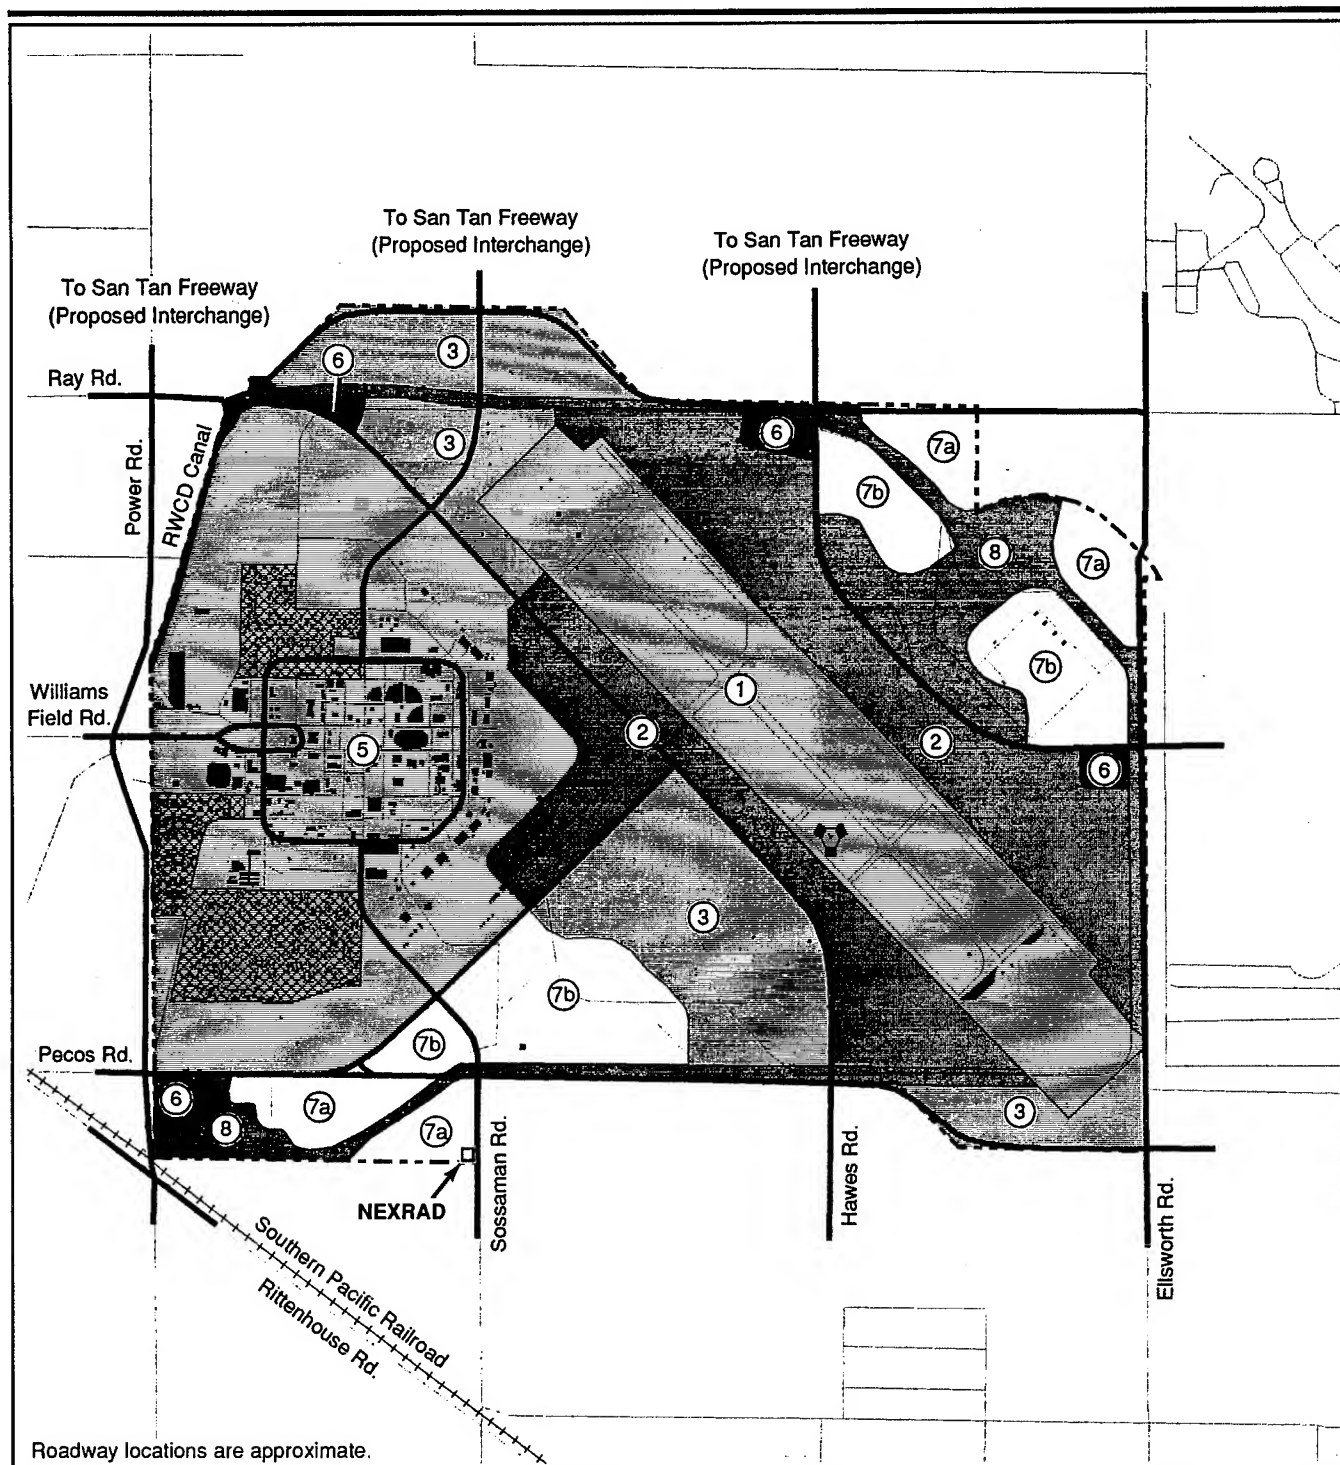 To San Tan Freeway
(Proposed Interchange)
To San Tan Freeway
(Proposed Interchange)
To San Tan Freeway
(Proposed Interchange)
Ray Rd.
Power Rd.
RWCD Canal
Williams
Field Rd.
Pecos Rd.
6
3
3
6
7a
7b
8
7a
7b
1
2
2
5
6
3
7b
7b
6
7a
8
7a
3
NEXRAD
Sossaman Rd.
Hawes Rd.
Ellsworth Rd.
Southern Pacific Railroad
Rittenhouse Rd.
Roadway locations are approximate.